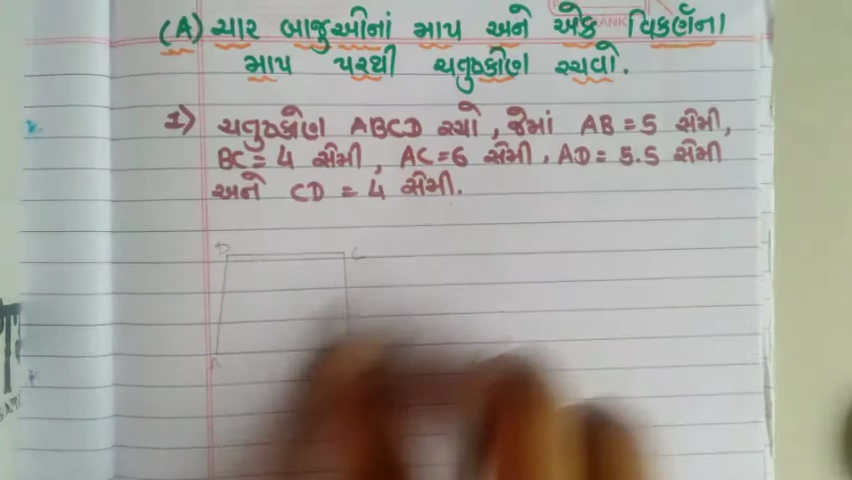 (A) ચાર બાજુઓનાં માપ અને એક વિકર્ણના
માપ પરથી ચતુષ્કોણ રચવો.
1) ચતુષ્કોણ ABCD રચો, જેમાં AB = 5 સેમી,
BC = 4 સેમી, AC = 6 સેમી, AD = 5.5 સેમી
અને CD = 4 સેમી.
D C
A